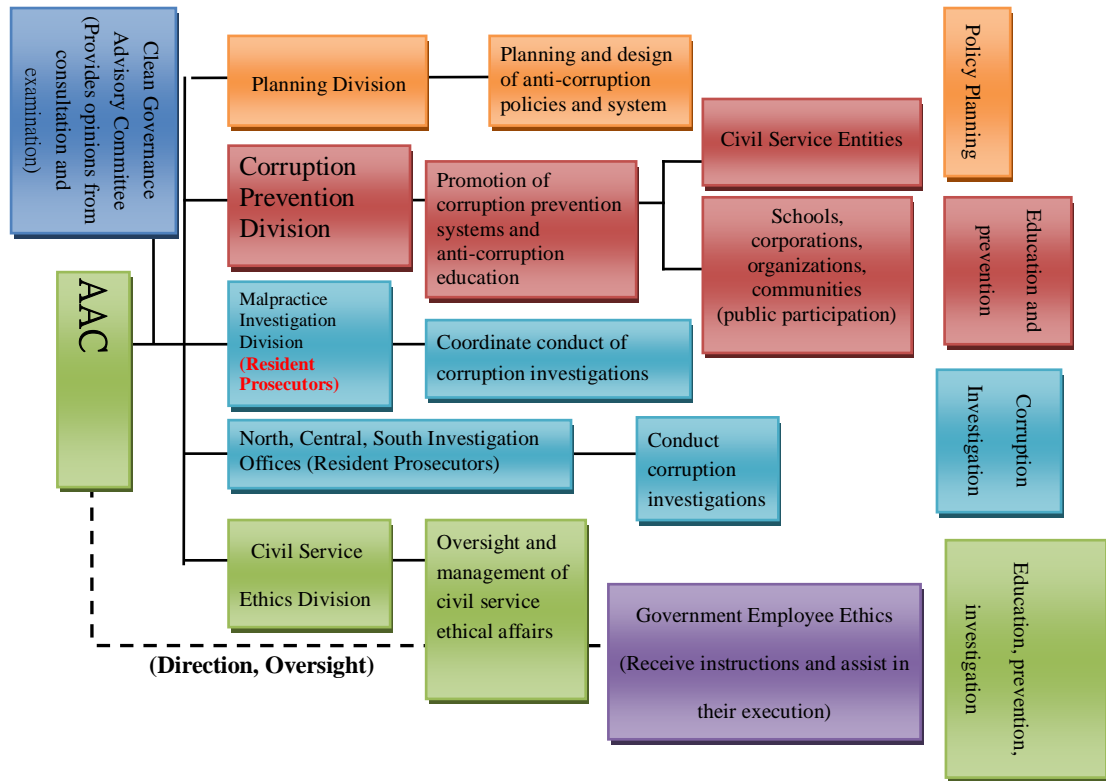 Clean Governance
Advisory Committee
(Provides opinions from
consultation and
examination)
AAC
Planning Division
Planning and design
of anti-corruption
policies and system
Policy Planning
Corruption
Prevention
Division
Promotion of
corruption prevention
systems and
anti-corruption
education
Civil Service Entities
Schools,
corporations,
organizations,
communities
(public participation)
Education and
prevention
Malpractice
Investigation
Division
(Resident
Prosecutors)
Coordinate conduct of
corruption investigations
North, Central, South Investigation
Offices (Resident Prosecutors)
Conduct
corruption
investigations
Corruption
Investigation
Civil Service
Ethics Division
Oversight and
management of
civil service
ethical affairs
Government Employee Ethics
(Receive instructions and assist in
their execution)
Education, prevention,
investigation
(Direction, Oversight)